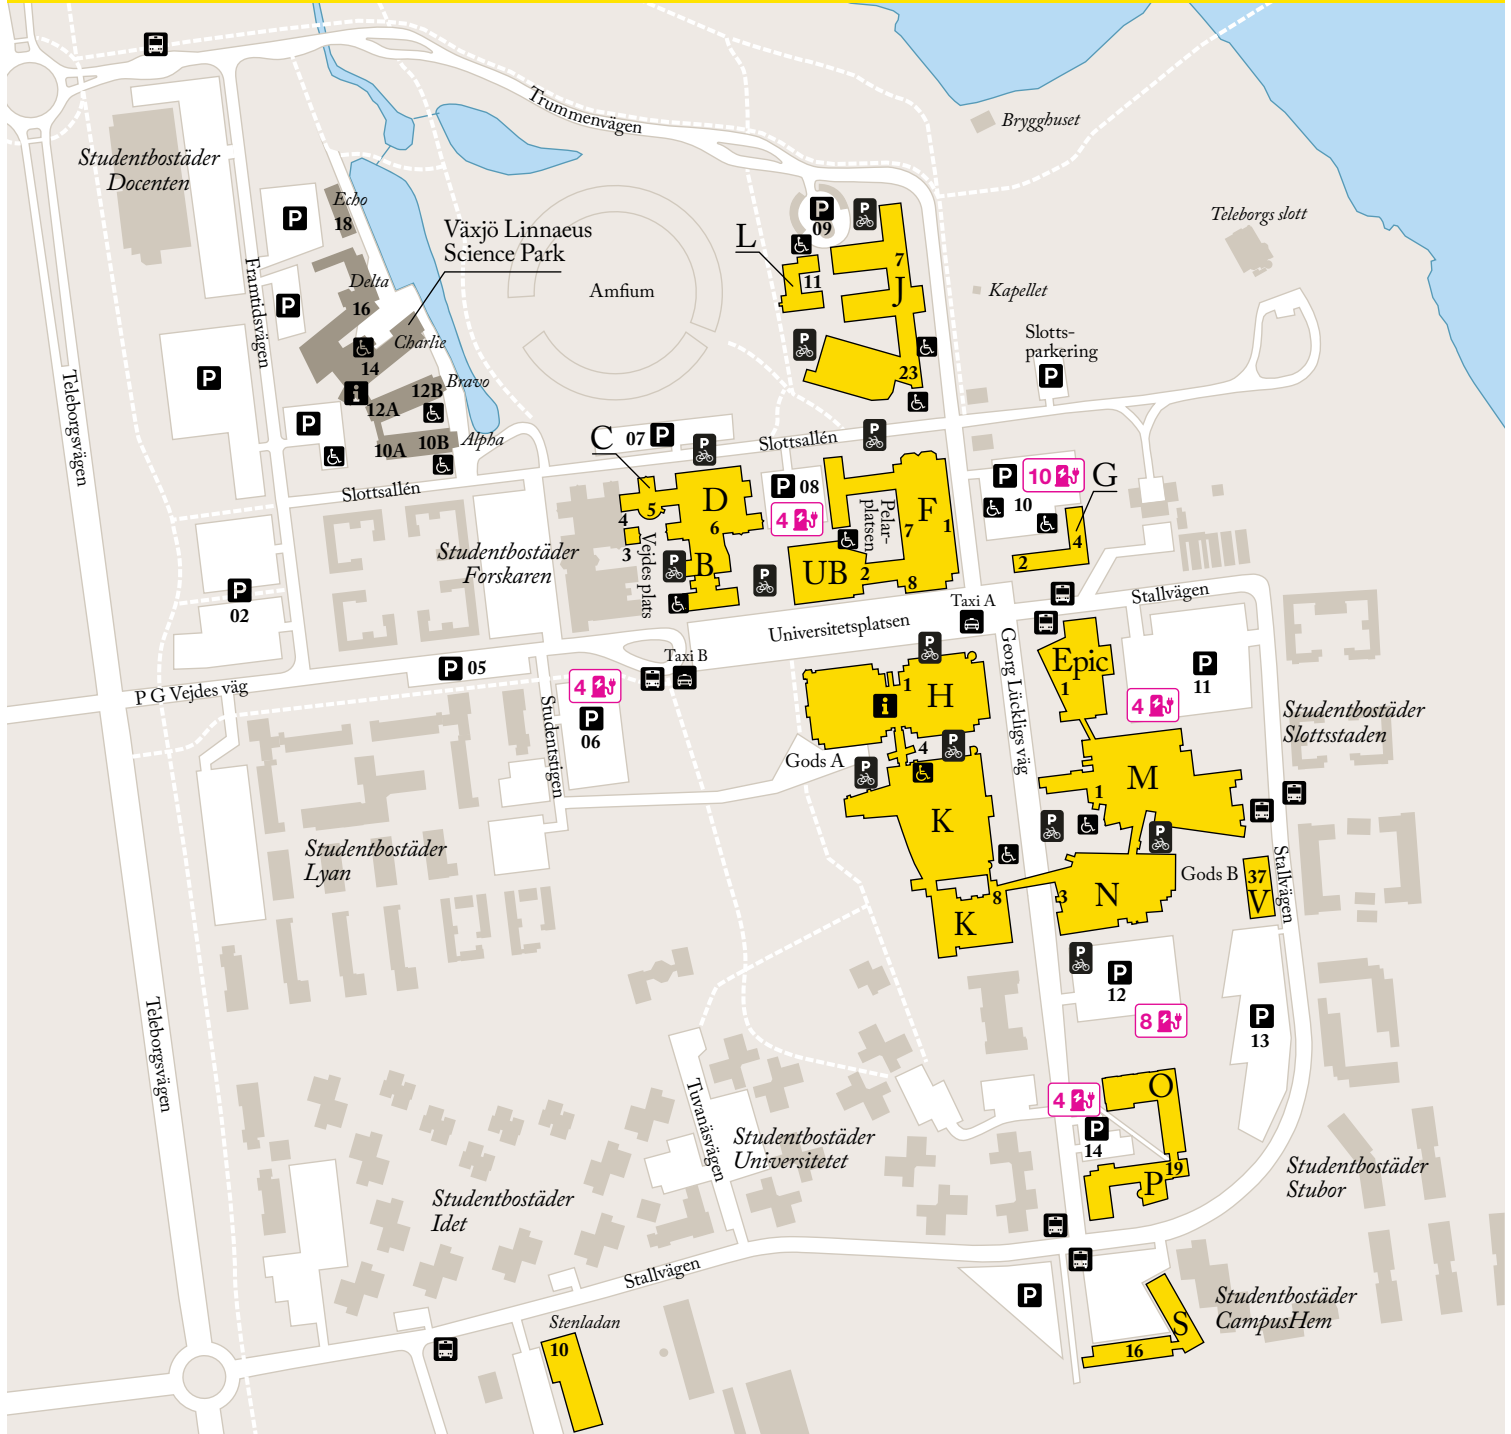 Trummenvägen
Brygghuset
Studentbostäder
Docenten
Echo
18
P
P
09
P
L
Växjö Linnaeus
Science Park
Teleborgs slott
Framtidsvägen
Delta
16
P
Amfium
11
7
J
Kapellet
Slotts-
parkering
P
Charlie
14
P
P
23
Teleborgsvägen
i
12A
12B
Bravo
P
10A
10B
Alpha
C
07 P
P
Slottsallén
P
Slottsallén
D
5
4
6
3
Vejdes plats
P
B
P
P 08
4
Pelar-
platsen
F
7
1
UB
2
8
P
10
10
G
4
2
Studentbostäder
Forskaren
P
02
Stallvägen
Taxi A
Universitetsplatsen
Georg Lückligs väg
Epic
1
P
11
4
P
05
Taxi B
P G Vejdes väg
4
P
06
Studentstigen
P
1
H
i
4
P
Gods A
P
K
Studentbostäder
Slottsstaden
M
1
P
P
Studentbostäder
Lyan
8
K
3
N
Gods B
37
V
Stallvägen
P
P
12
8
P
13
Teleborgsvägen
Tuvanäsvägen
4
P
14
O
19
P
Studentbostäder
Universitetet
Studentbostäder
Stubor
Studentbostäder
Idet
Stallvägen
P
Stenladan
10
S
16
Studentbostäder
CampusHem